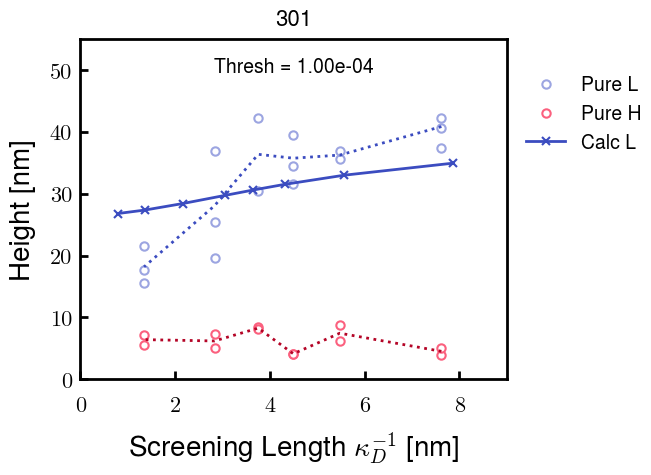 301
Thresh = 1.00e-04
50
40
30
20
10
0
Height [nm]
0 2 4 6 8
Screening Length κ_D^{-1} [nm]
Pure L
Pure H
Calc L